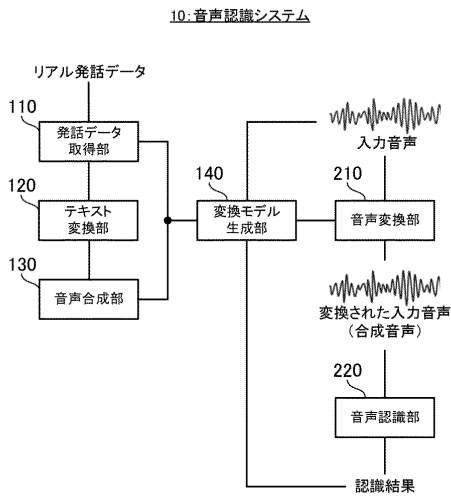 10:音声認識システム
リアル発話データ
110
発話データ
取得部
120
テキスト
変換部
130
音声合成部
140
変換モデル
生成部
入力音声
210
音声変換部
変換された入力音声
(合成音声)
220
音声認識部
認識結果